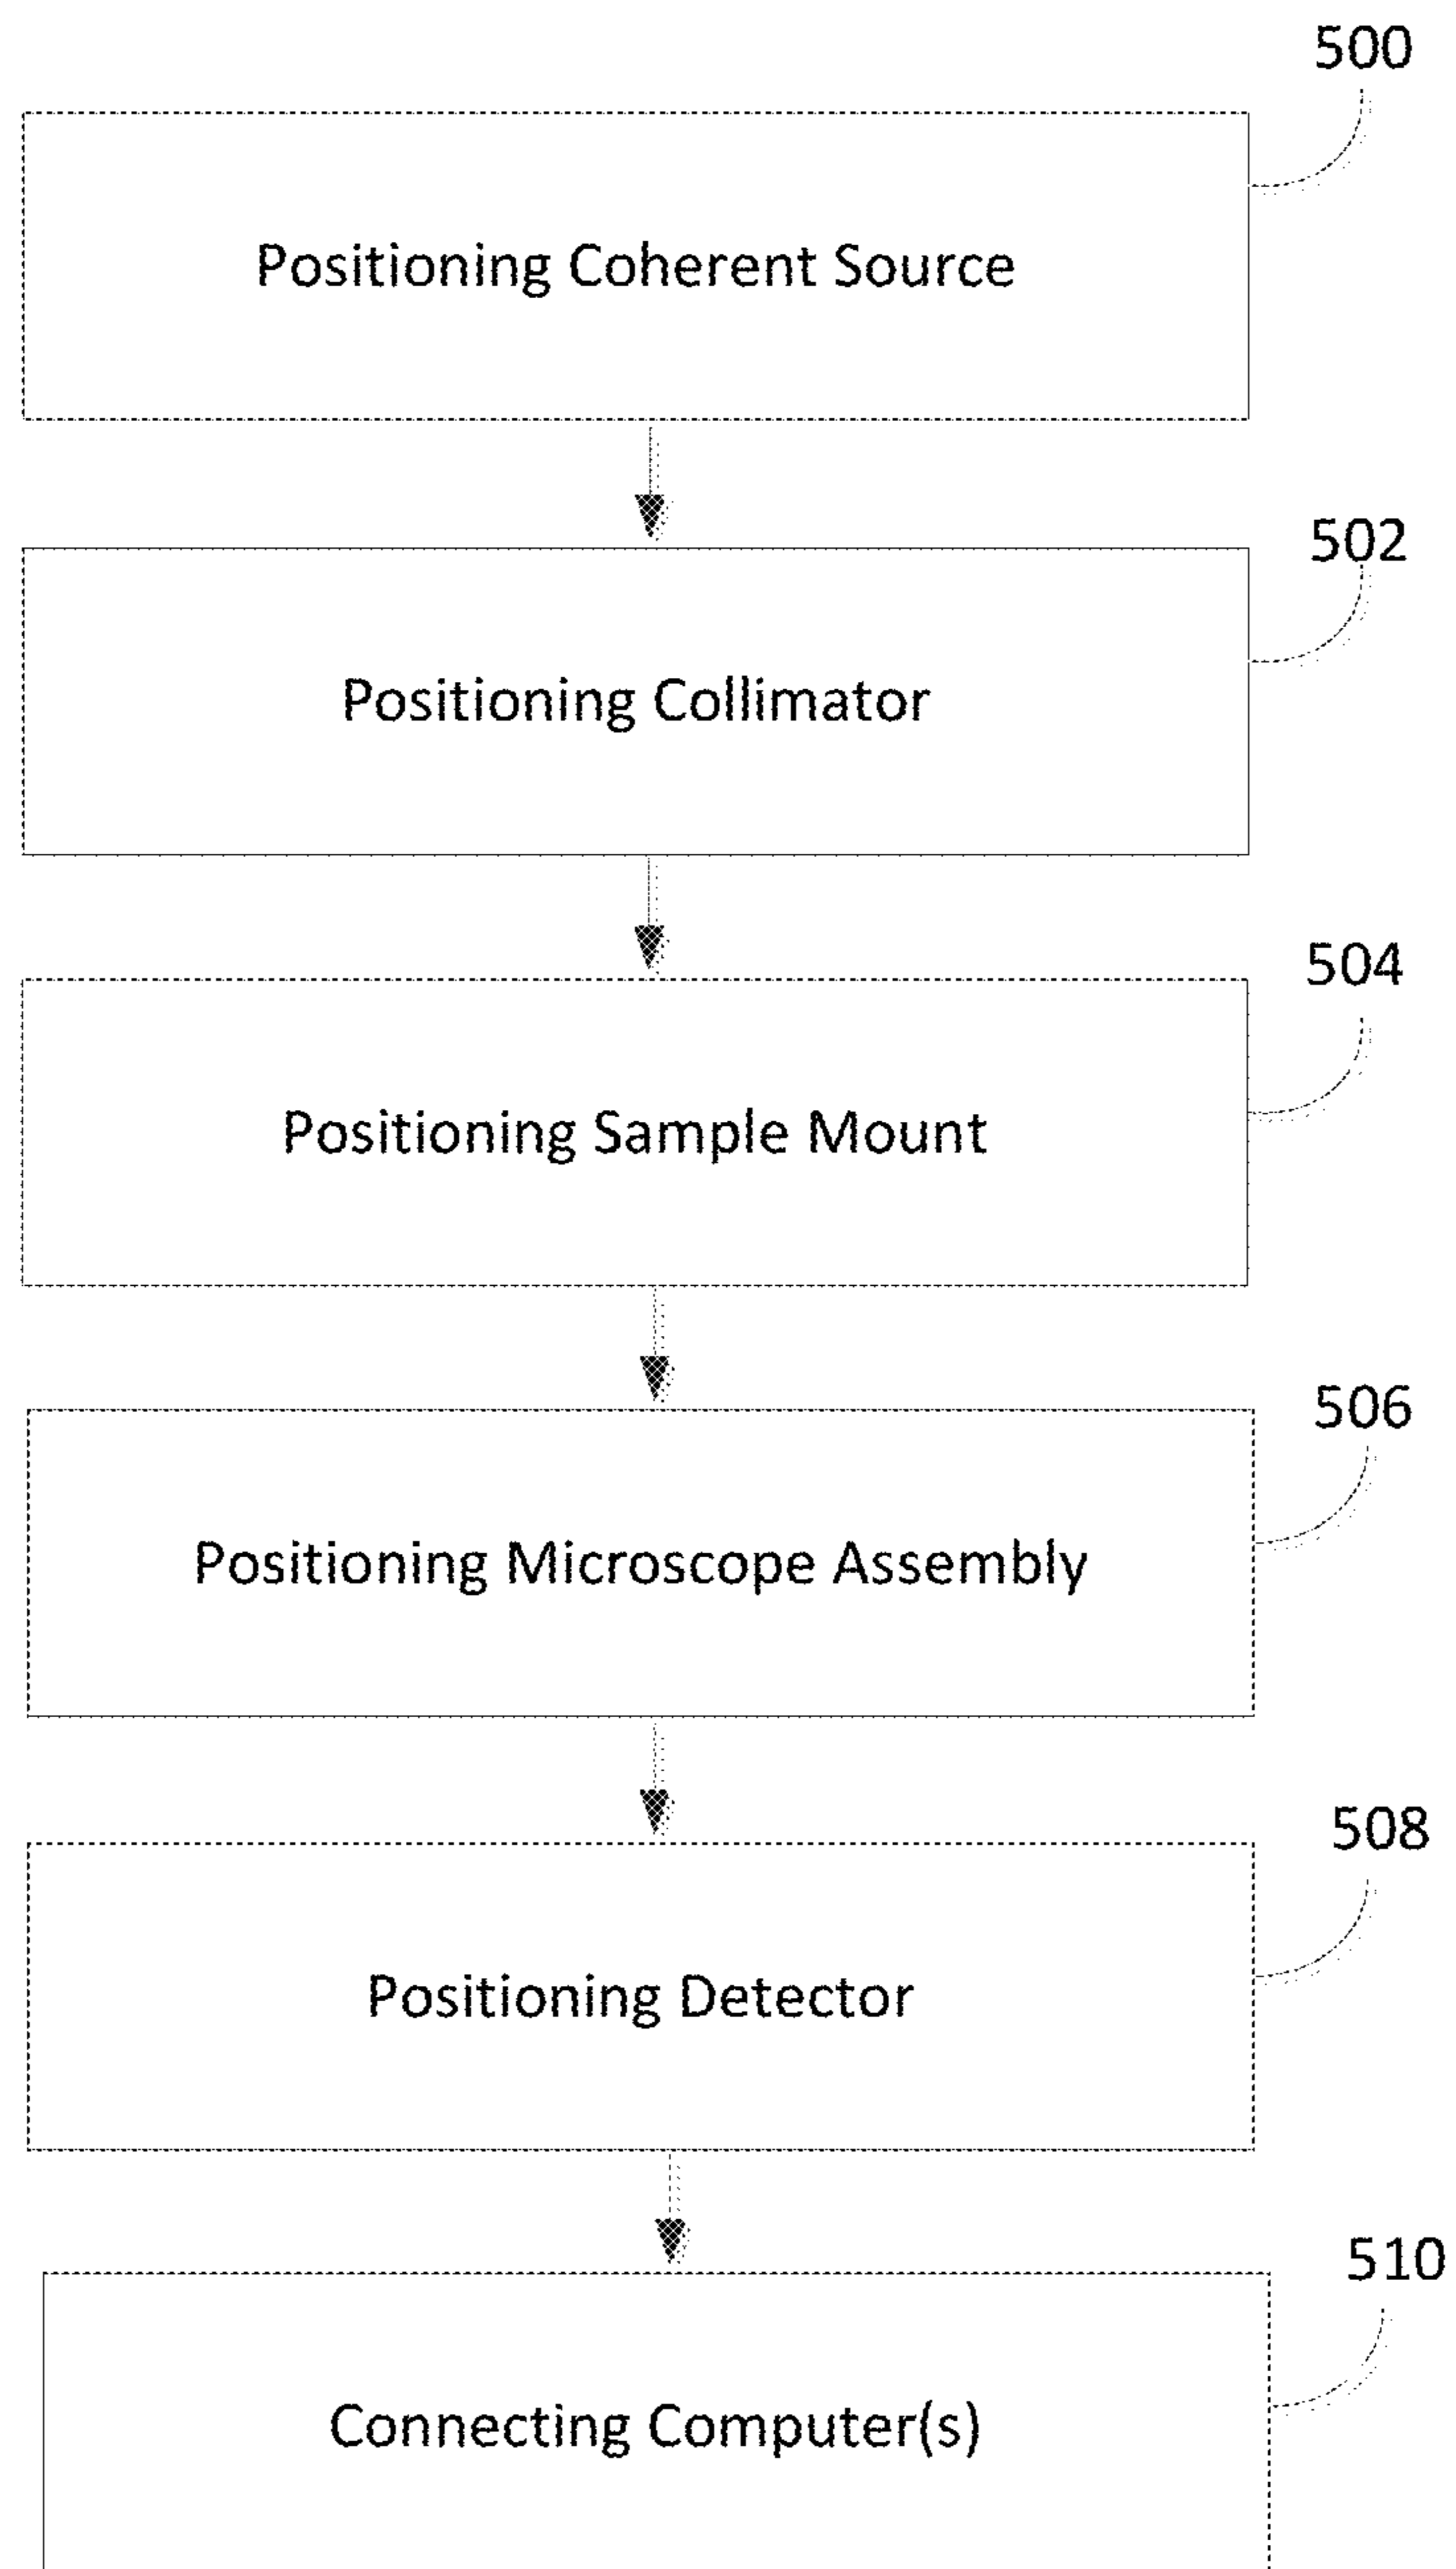 500
Positioning Coherent Source
502
Positioning Collimator
504
Positioning Sample Mount
506
Positioning Microscope Assembly
508
Positioning Detector
510
Connecting Computer(s)